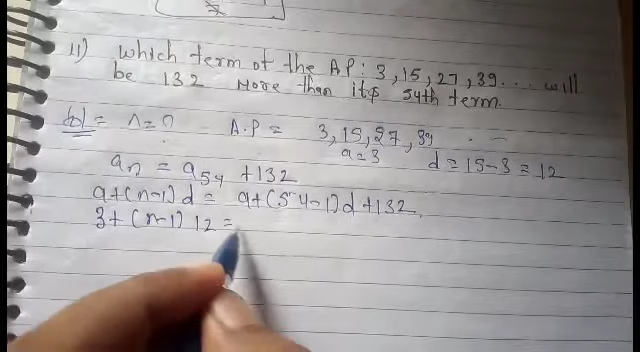 11) Which term of the AP: 3, 15, 27, 39... will
be 132 More than its 54th term.
Sol = n = n A.P = 3, 15, 27, 39 . -
a = 3 d = 15-3 = 12
an = a54 + 132
a+(n-1)d = a+(54-1)d+132.
3+(n-1) 12 =